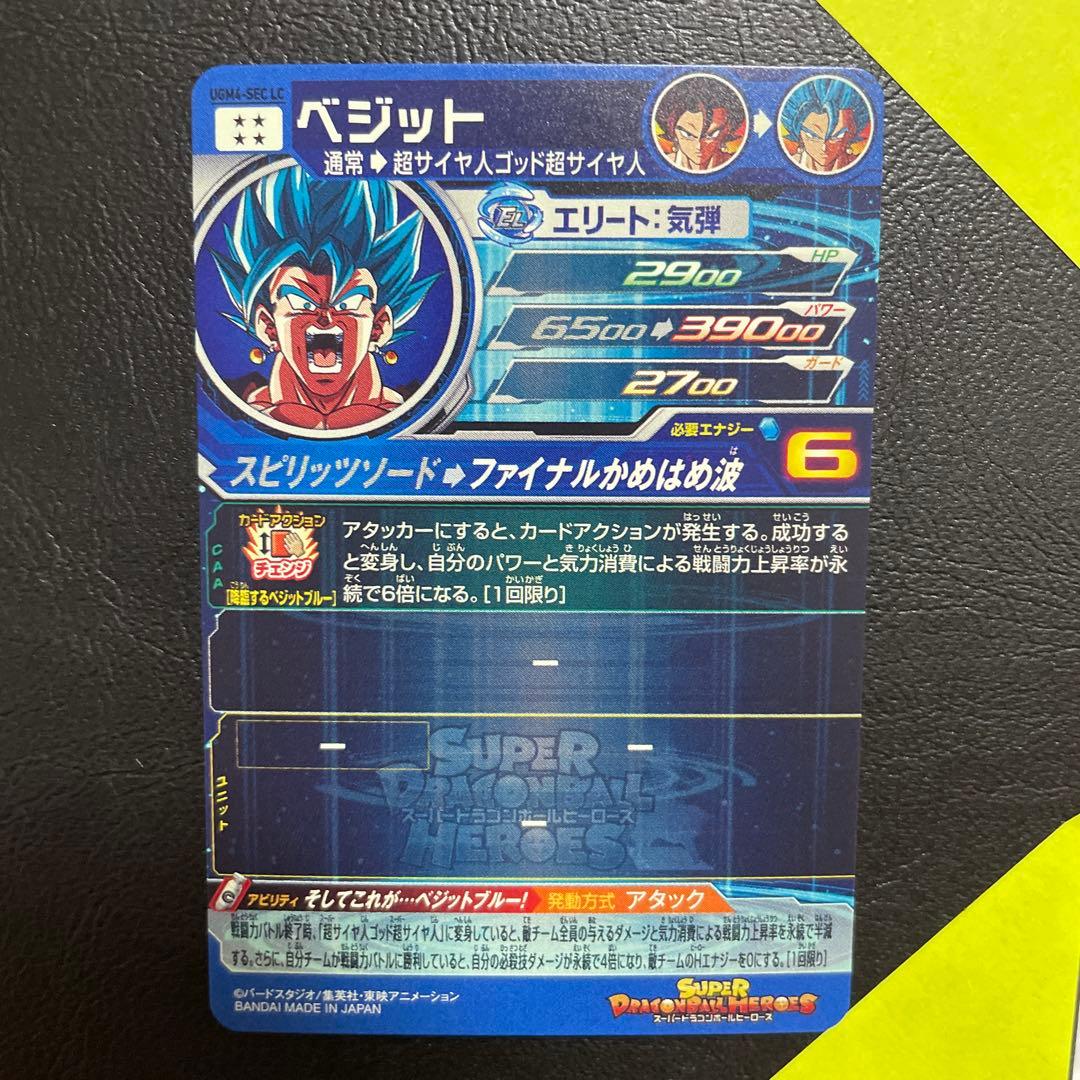 UGM4-SEC LC
ベジット
通常➡超サイヤ人ゴッド超サイヤ人
EL エリート:気弾
HP
2900
パワー
6500➡39000
ガード
2700
必要エナジー
6
スピリッツソード➡ファイナルかめはめ波
CAA
カードアクション
チェンジ
[降臨するベジットブルー]
アタッカーにすると、カードアクションが発生する。成功する
と変身し、自分のパワーと気力消費による戦闘力上昇率が永
続で6倍になる。[1回限り]
ー
ユニット
ー
ー
ー
SUPER
DRAGONBALL
スーパードラゴンボールヒーローズ
HEROES
アビリティ そしてこれが…ベジットブルー! 発動方式 アタック
戦闘力バトル終了時、「超サイヤ人ゴッド超サイヤ人」に変身していると、敵チーム全員の与えるダメージと気力消費による戦闘力上昇率を永続で半減
する。さらに、自分チームが戦闘力バトルに勝利していると、自分の必殺技ダメージが永続で4倍になり、敵チームのHエナジーを0にする。[1回限り]
©バードスタジオ/集英社・東映アニメーション
BANDAI MADE IN JAPAN
SUPER
DRAGONBALL HEROES
スーパードラゴンボールヒーローズ